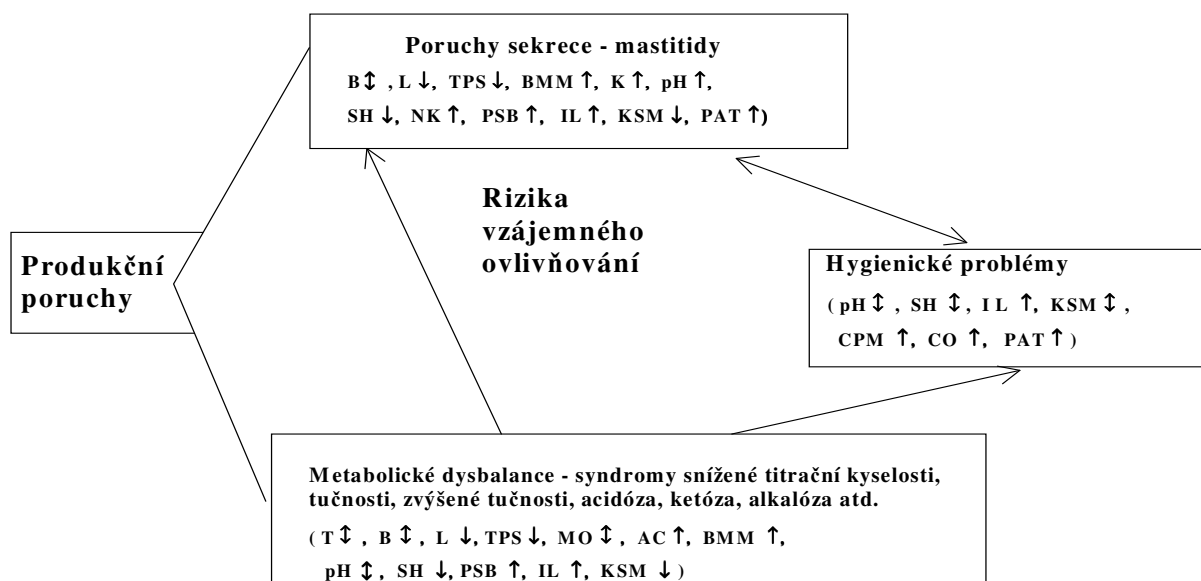 Poruchy sekrece - mastitidy
B ↕ , L ↓, TPS ↓, BMM ↑, K ↑, pH ↑,
SH ↓, NK ↑, PSB ↑, IL ↑, KSM ↓, PAT ↑)
Rizika
vzájemného
ovlivňování
Produkční
poruchy
Hygienické problémy
( pH ↕ , SH ↕, IL ↑, KSM ↕ ,
CPM ↑, CO ↑, PAT ↑ )
Metabolické dysbalance - syndromy snížené titrační kyselosti,
tučnosti, zvýšené tučnosti, acidóza, ketóza, alkalóza atd.
( T ↕ , B ↕, L ↓, TPS ↓, MO ↕, AC ↑, BMM ↑,
pH ↕, SH ↓, PSB ↑, IL ↑, KSM ↓ )